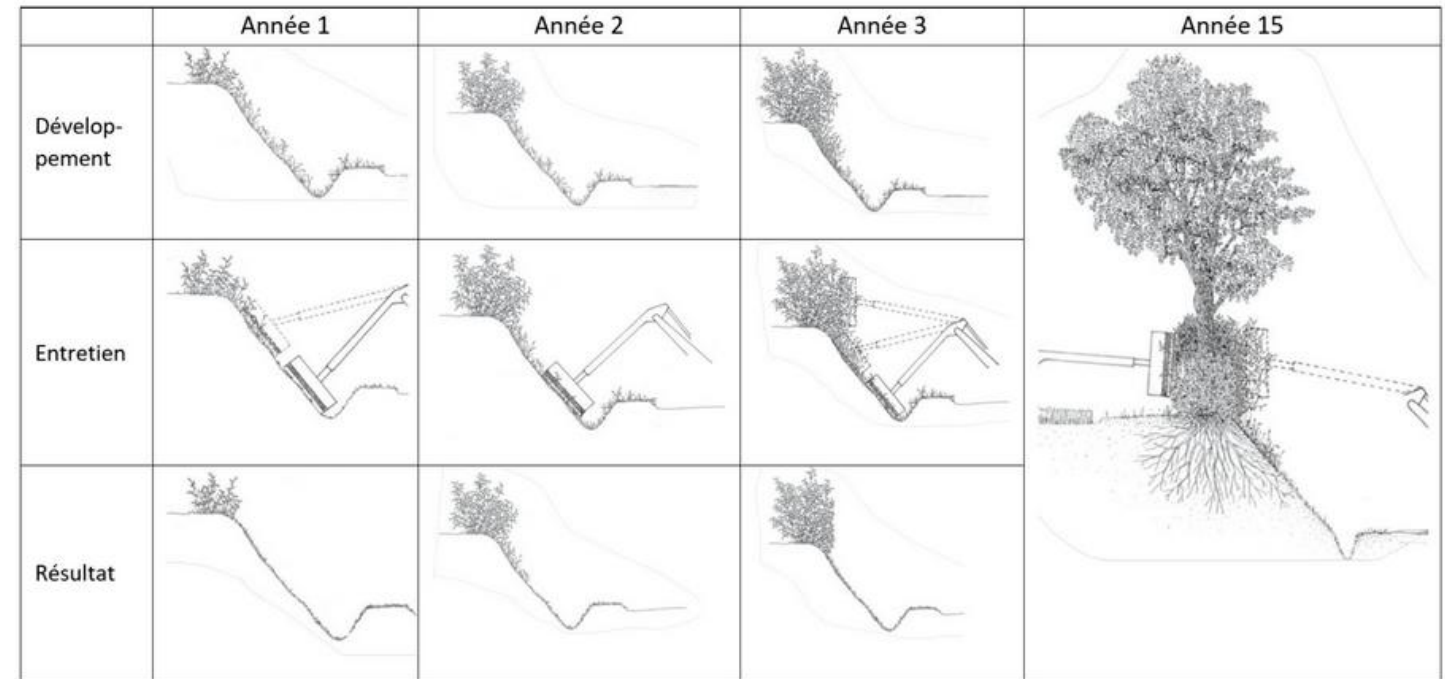 Année 1
Année 2
Année 3
Année 15
Dévelop-
pement
Entretien
Résultat